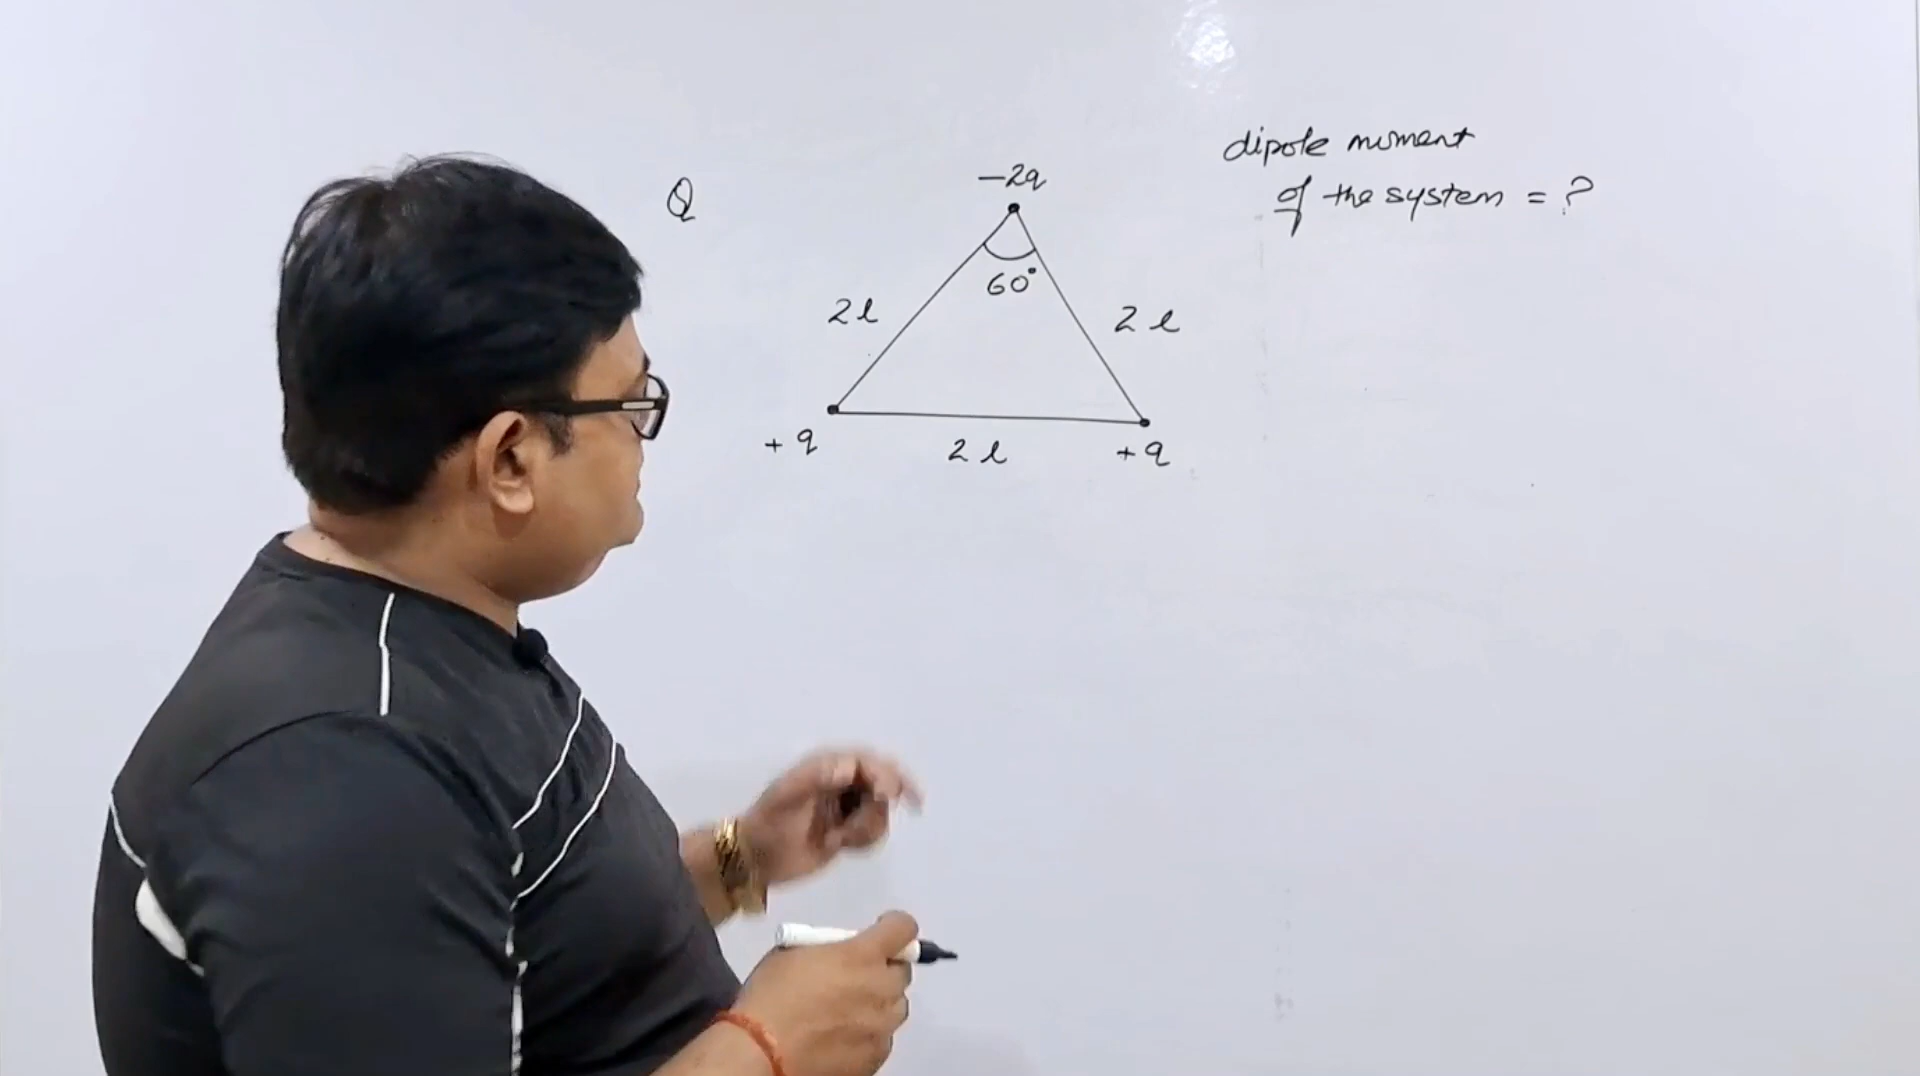 dipole moment
of the system = ?
Q
-2q
60°
2l
2l
+q
2l
+q